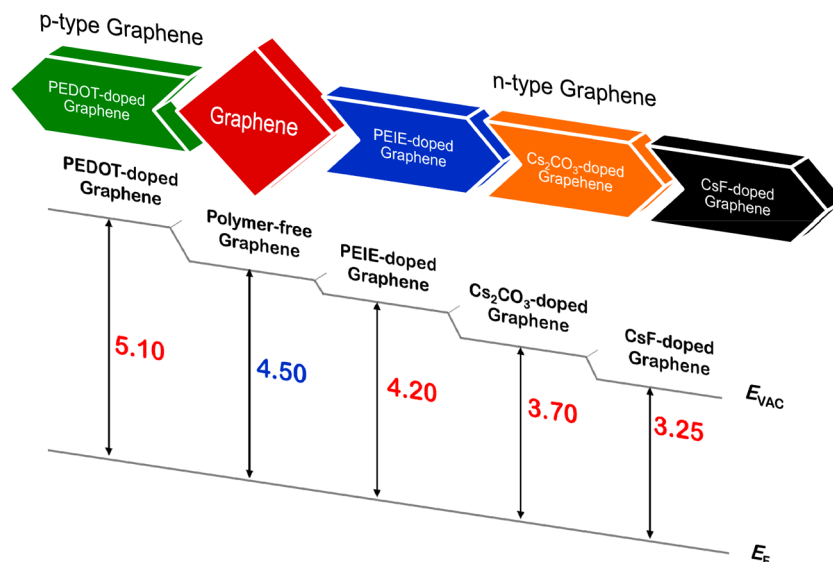 p-type Graphene
PEDOT-doped
Graphene
Graphene
n-type Graphene
PEIE-doped
Graphene
Cs₂CO₃-doped
Grapehene
CsF-doped
Graphene
PEDOT-doped
Graphene
Polymer-free
Graphene
PEIE-doped
Graphene
Cs₂CO₃-doped
Graphene
CsF-doped
Graphene
5.10
4.50
4.20
3.70
3.25
E_VAC
E_F